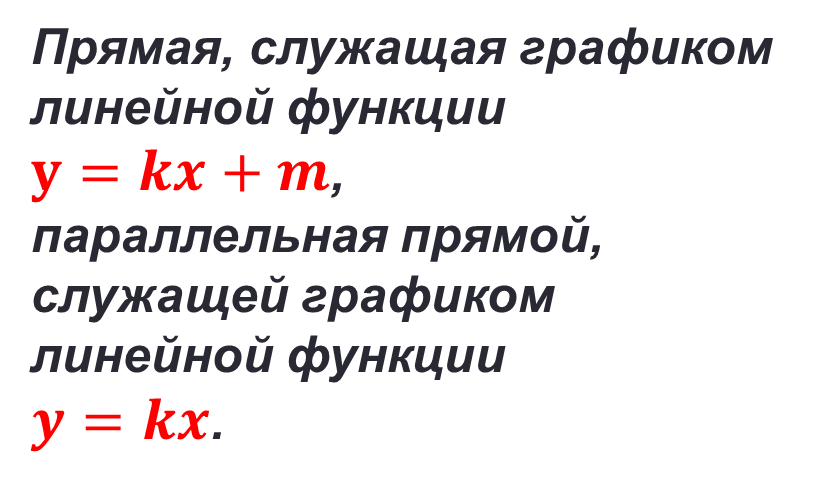 Прямая, служащая графиком
линейной функции
y = kx + m,
параллельная прямой,
служащей графиком
линейной функции
y = kx.